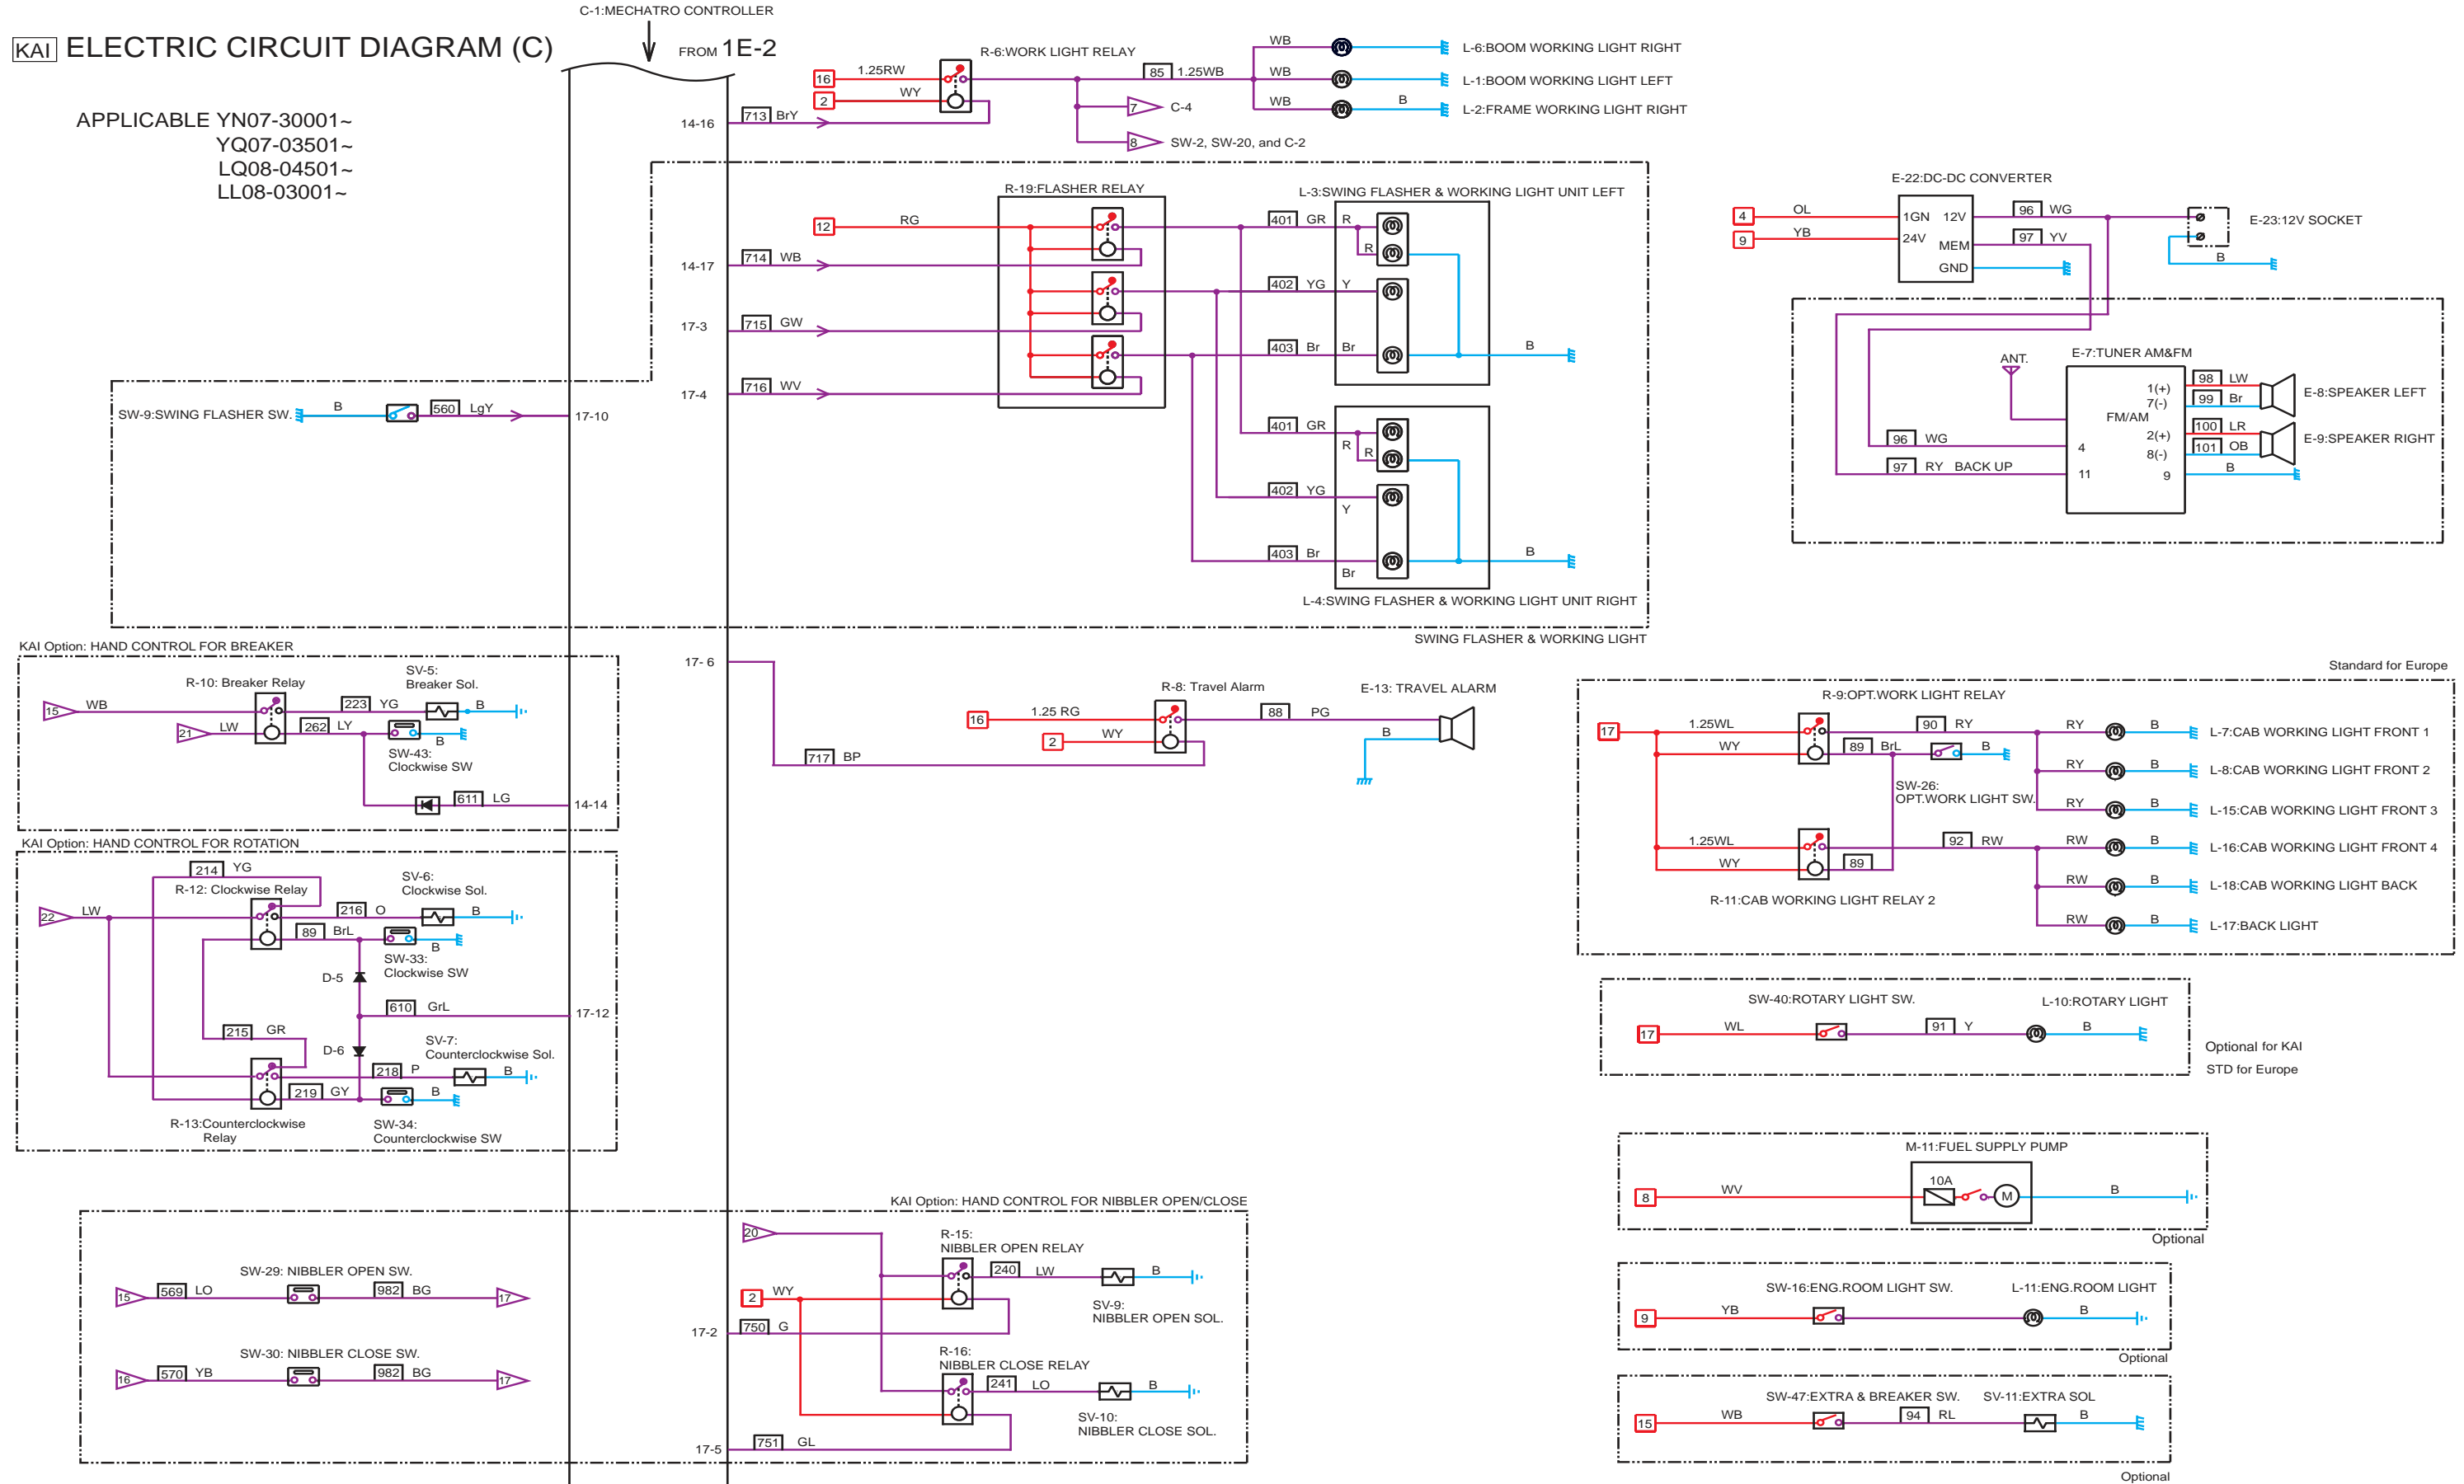 C-1:MECHATRO CONTROLLER
KAI ELECTRIC CIRCUIT DIAGRAM (C)
FROM 1E-2
APPLICABLE YN07-30001~
YQ07-03501~
LQ08-04501~
LL08-03001~
R-6:WORK LIGHT RELAY
16 1.25RW
2 WY
85 1.25WB
WB L-6:BOOM WORKING LIGHT RIGHT
WB L-1:BOOM WORKING LIGHT LEFT
WB B L-2:FRAME WORKING LIGHT RIGHT
7 C-4
8 SW-2, SW-20, and C-2
14-16 713 BrY
R-19:FLASHER RELAY
L-3:SWING FLASHER & WORKING LIGHT UNIT LEFT
12 RG
401 GR R
R
14-17 714 WB
402 YG Y
17-3 715 GW
403 Br Br B
17-4 716 WV
SW-9:SWING FLASHER SW. B 560 LgY 17-10
401 GR
R R
402 YG
Y
403 Br B
Br
L-4:SWING FLASHER & WORKING LIGHT UNIT RIGHT
SWING FLASHER & WORKING LIGHT
E-22:DC-DC CONVERTER
4 OL 1GN 12V 96 WG
9 YB 24V MEM 97 YV
GND
E-23:12V SOCKET
B
E-7:TUNER AM&FM
ANT.
1(+) 98 LW
7(-) 99 Br
E-8:SPEAKER LEFT
FM/AM
2(+) 100 LR
8(-) 101 OB
E-9:SPEAKER RIGHT
96 WG 4
97 RY BACK UP 11
9 B
KAI Option: HAND CONTROL FOR BREAKER
SV-5:
Breaker Sol.
R-10: Breaker Relay
15 WB 223 YG B
21 LW 262 LY B
SW-43:
Clockwise SW
611 LG 14-14
17- 6
R-8: Travel Alarm
E-13: TRAVEL ALARM
16 1.25 RG 88 PG
2 WY B
717 BP
Standard for Europe
R-9:OPT.WORK LIGHT RELAY
17 1.25WL 90 RY RY B L-7:CAB WORKING LIGHT FRONT 1
WY 89 BrL B
RY B L-8:CAB WORKING LIGHT FRONT 2
SW-26:
OPT.WORK LIGHT SW.
RY B L-15:CAB WORKING LIGHT FRONT 3
1.25WL 92 RW RW B L-16:CAB WORKING LIGHT FRONT 4
WY 89
RW B L-18:CAB WORKING LIGHT BACK
R-11:CAB WORKING LIGHT RELAY 2
RW B L-17:BACK LIGHT
KAI Option: HAND CONTROL FOR ROTATION
214 YG
R-12: Clockwise Relay
SV-6:
Clockwise Sol.
22 LW 216 O B
89 BrL B
SW-33:
Clockwise SW
D-5
610 GrL 17-12
215 GR
D-6
SV-7:
Counterclockwise Sol.
218 P B
219 GY B
R-13:Counterclockwise
Relay
SW-34:
Counterclockwise SW
SW-40:ROTARY LIGHT SW.
L-10:ROTARY LIGHT
17 WL 91 Y B
Optional for KAI
STD for Europe
M-11:FUEL SUPPLY PUMP
8 WV 10A M B
Optional
KAI Option: HAND CONTROL FOR NIBBLER OPEN/CLOSE
20
R-15:
NIBBLER OPEN RELAY
240 LW B
2 WY
SV-9:
NIBBLER OPEN SOL.
17-2 750 G
SW-29: NIBBLER OPEN SW.
15 569 LO 982 BG 17
SW-30: NIBBLER CLOSE SW.
16 570 YB 982 BG 17
R-16:
NIBBLER CLOSE RELAY
241 LO B
SV-10:
NIBBLER CLOSE SOL.
17-5 751 GL
SW-16:ENG.ROOM LIGHT SW.
L-11:ENG.ROOM LIGHT
9 YB B
Optional
SW-47:EXTRA & BREAKER SW.
SV-11:EXTRA SOL
15 WB 94 RL B
Optional